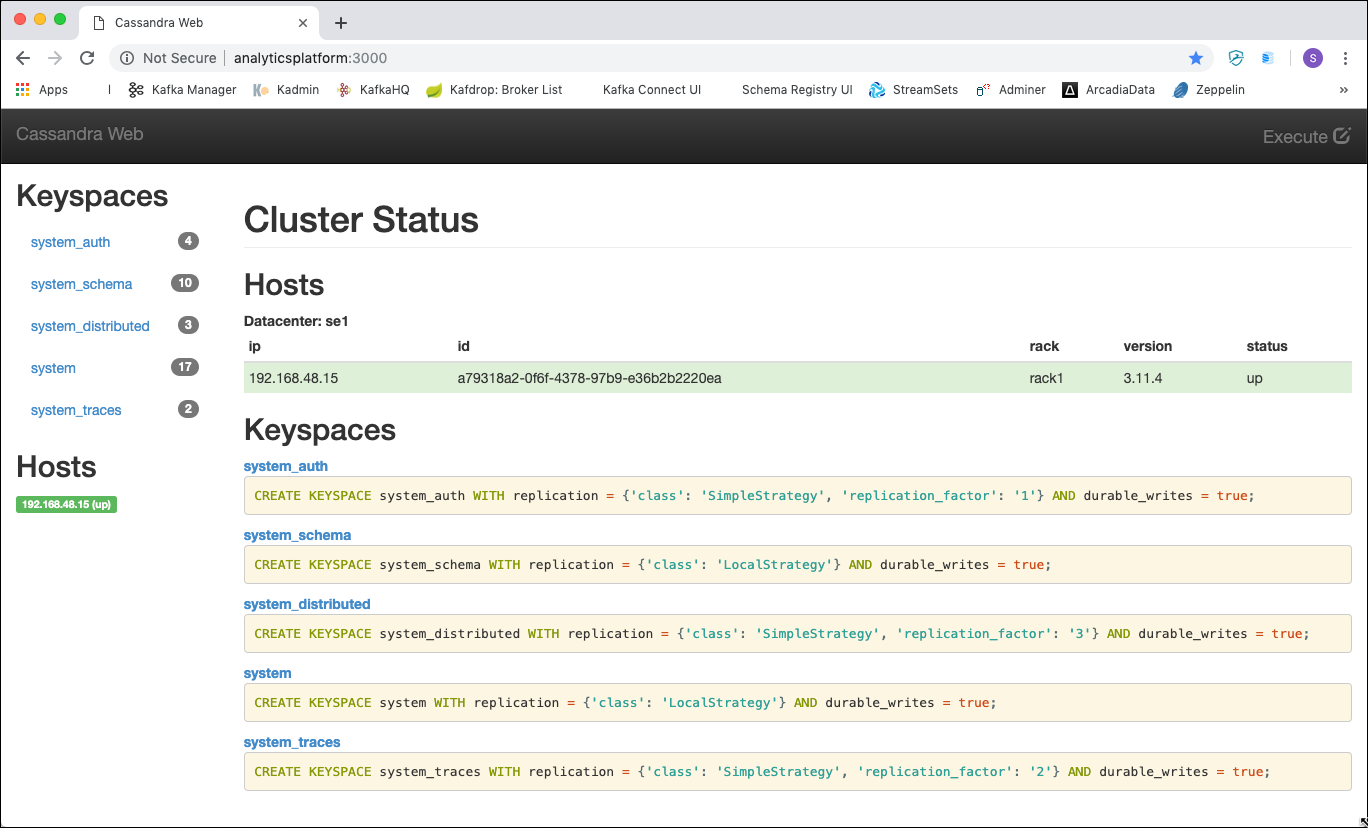 Cassandra Web
Not Secure | analyticsplatform:3000
S
Apps | Kafka Manager Kadmin KafkaHQ Kafdrop: Broker List Kafka Connect UI Schema Registry UI StreamSets Adminer ArcadiaData Zeppelin »
Cassandra Web Execute
Keyspaces
system_auth 4
system_schema 10
system_distributed 3
system 17
system_traces 2
Hosts
192.168.48.15 (up)
Cluster Status
Hosts
Datacenter: se1
ip id rack version status
192.168.48.15 a79318a2-0f6f-4378-97b9-e36b2b2220ea rack1 3.11.4 up
Keyspaces
system_auth
CREATE KEYSPACE system_auth WITH replication = {'class': 'SimpleStrategy', 'replication_factor': '1'} AND durable_writes = true;
system_schema
CREATE KEYSPACE system_schema WITH replication = {'class': 'LocalStrategy'} AND durable_writes = true;
system_distributed
CREATE KEYSPACE system_distributed WITH replication = {'class': 'SimpleStrategy', 'replication_factor': '3'} AND durable_writes = true;
system
CREATE KEYSPACE system WITH replication = {'class': 'LocalStrategy'} AND durable_writes = true;
system_traces
CREATE KEYSPACE system_traces WITH replication = {'class': 'SimpleStrategy', 'replication_factor': '2'} AND durable_writes = true;